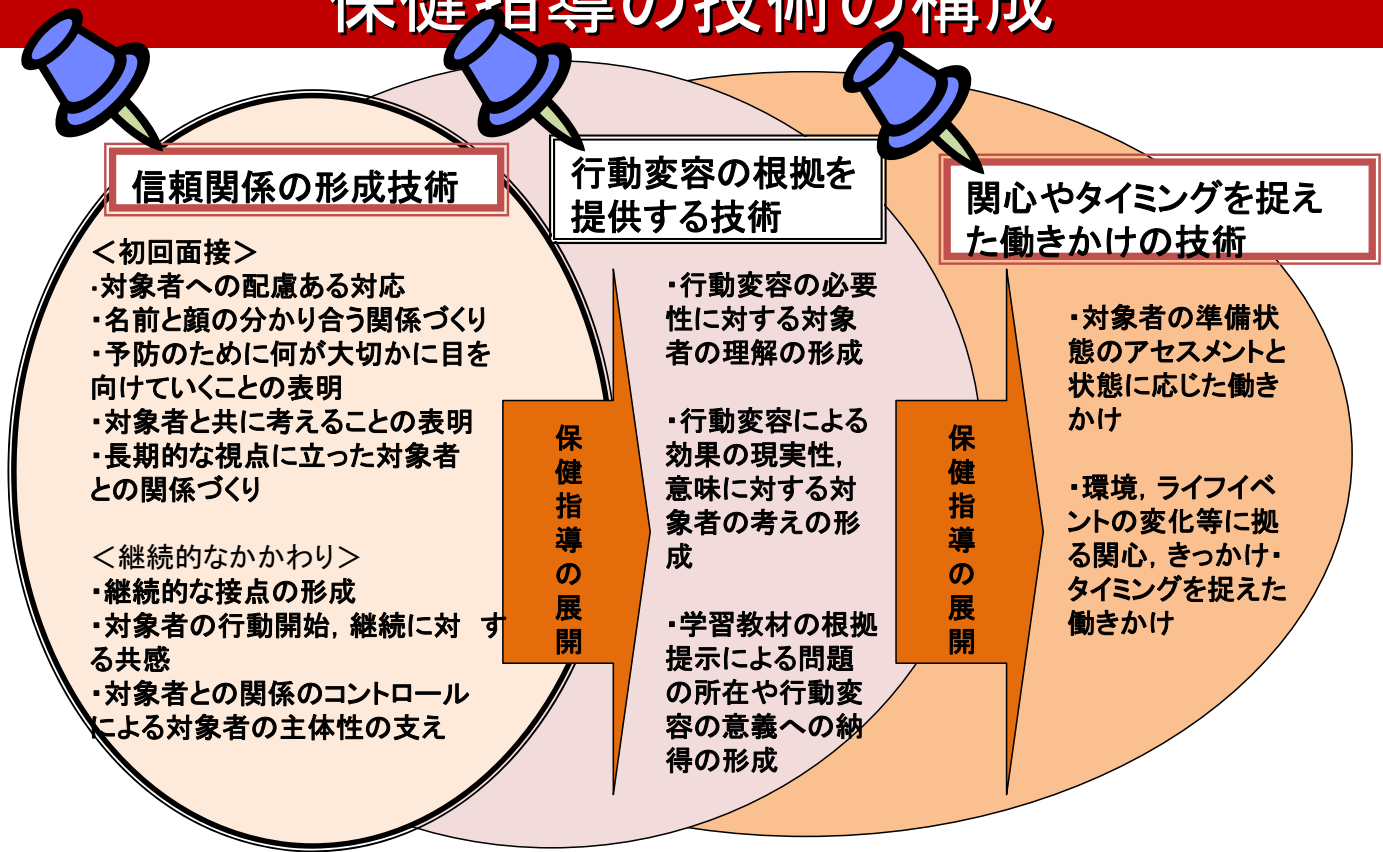 保健指導の技術の構成
信頼関係の形成技術
＜初回面接＞
・対象者への配慮ある対応
・名前と顔の分かり合う関係づくり
・予防のために何が大切かに目を
向けていくことの表明
・対象者と共に考えることの表明
・長期的な視点に立った対象者
との関係づくり
＜継続的なかかわり＞
・継続的な接点の形成
・対象者の行動開始，継続に対　す
る共感
・対象者との関係のコントロール
による対象者の主体性の支え
保健指導の展開
行動変容の根拠を
提供する技術
・行動変容の必要
性に対する対象
者の理解の形成
・行動変容による
効果の現実性，
意味に対する対
象者の考えの形
成
・学習教材の根拠
提示による問題
の所在や行動変
容の意義への納
得の形成
保健指導の展開
関心やタイミングを捉え
た働きかけの技術
・対象者の準備状
態のアセスメントと
状態に応じた働き
かけ
・環境，ライフイベ
ントの変化等に拠
る関心，きっかけ・
タイミングを捉えた
働きかけ